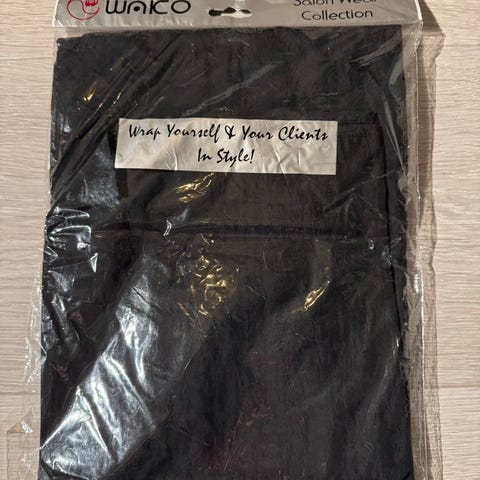 WAKO
Salon Wear
Collection
Wrap Yourself & Your Clients
In Style!